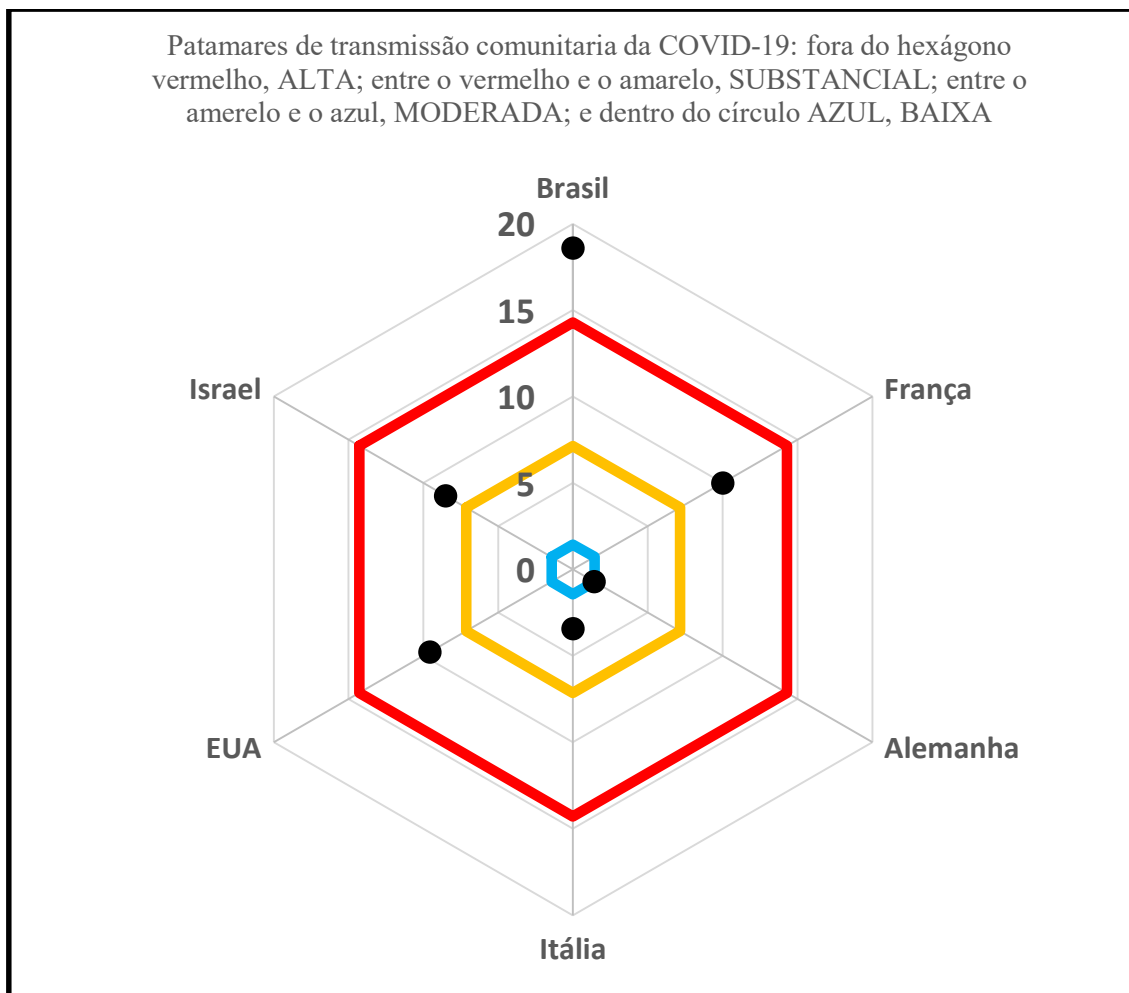 Patamares de transmissão comunitaria da COVID-19: fora do hexágono
vermelho, ALTA; entre o vermelho e o amarelo, SUBSTANCIAL; entre o
amerelo e o azul, MODERADA; e dentro do círculo AZUL, BAIXA
Brasil
20
15
Israel
10
França
5
0
EUA
Alemanha
Itália